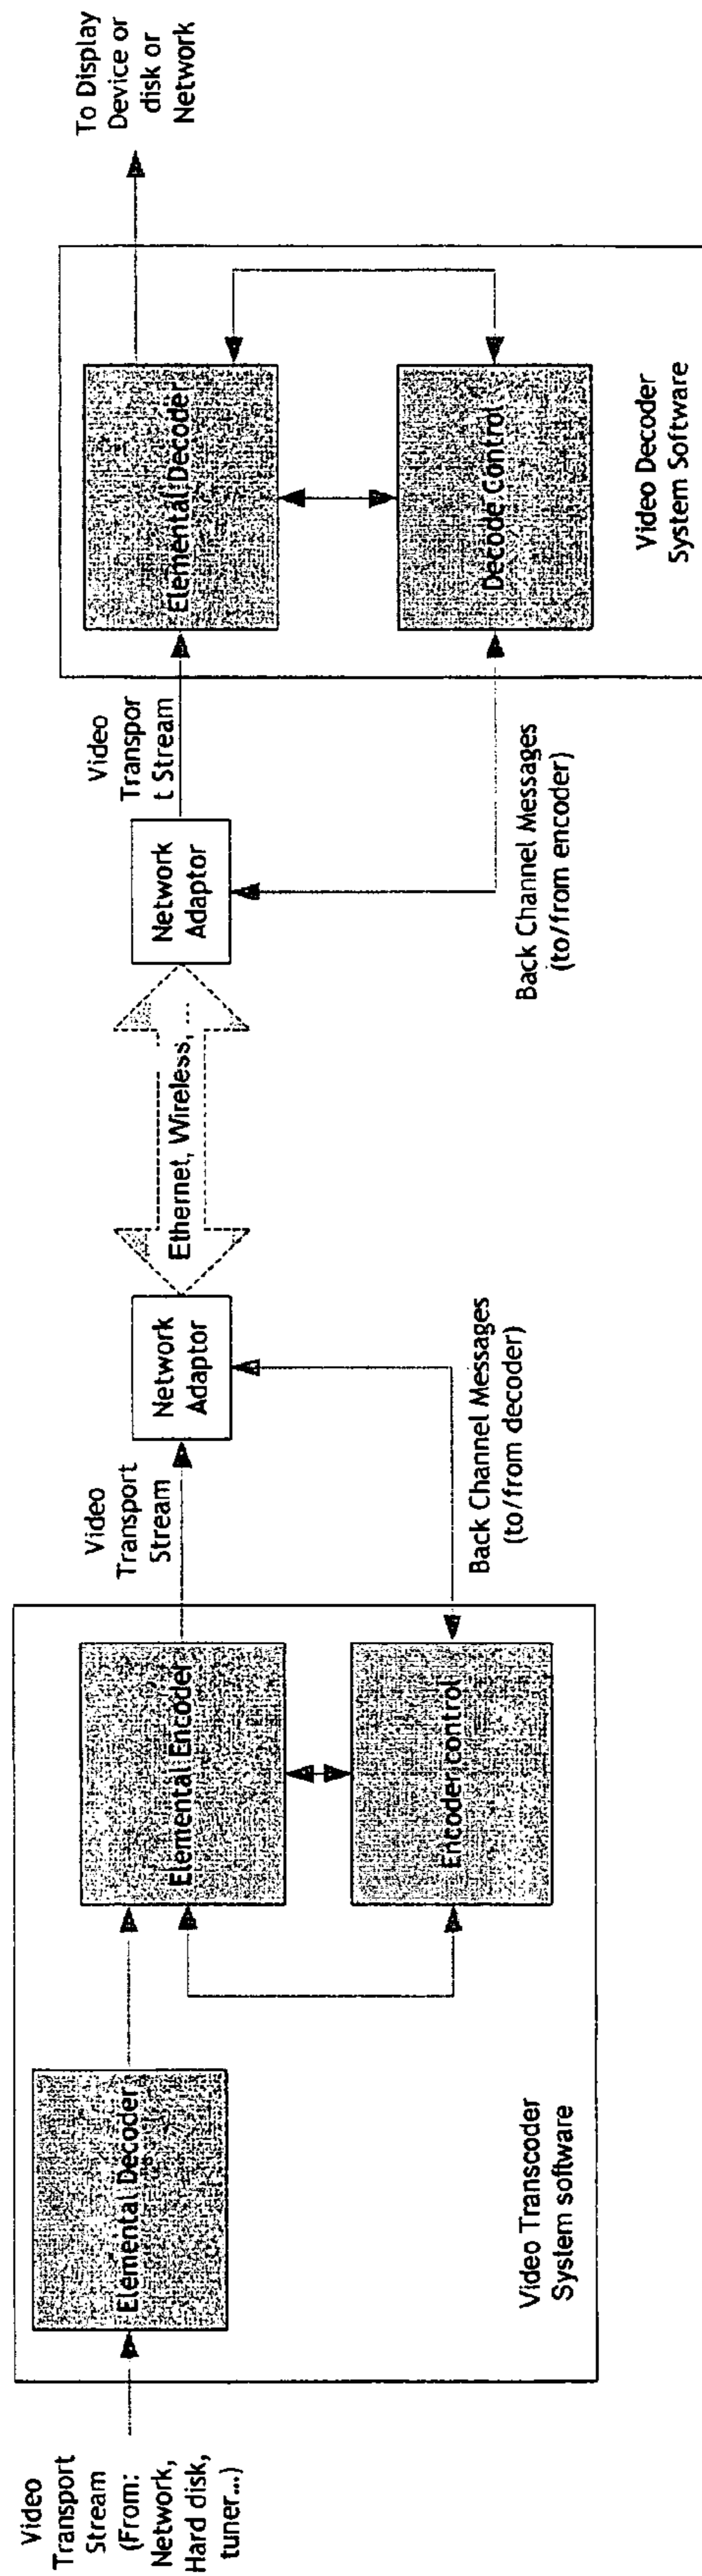 Video
Transport
Stream
(From:
Network,
Hard disk,
tuner...)
Elemental Decoder
Video Transcoder
System software
Elemental Encoder
Encoder control
Video
Transport
Stream
Back Channel Messages
(to/from decoder)
Network
Adaptor
Ethernet, Wireless, ...
Network
Adaptor
Video
Transpor
t Stream
Back Channel Messages
(to/from encoder)
Elemental Decoder
Decode Control
Video Decoder
System Software
To Display
Device or
disk or
Network